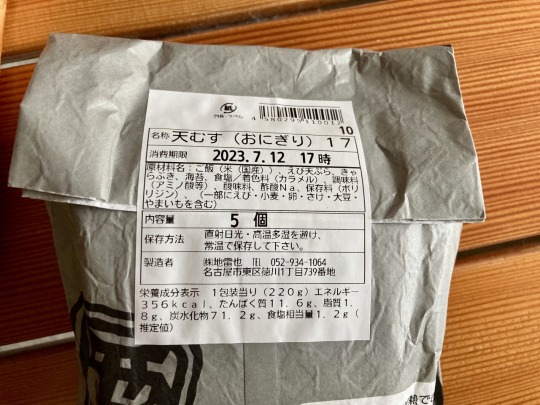 紙
4580295110012
10
名称 天むす（おにぎり）１７
消費期限 2023.7.12 17時
原材料名：ご飯（米（国産））、えび天ぷら、きゃ
らぶき、海苔、食塩／着色料（カラメル）、調味料
（アミノ酸等）、酸味料、酢酸Ｎａ、保存料（ポリ
リジン）、（一部にえび・小麦・卵・さけ・大豆・
やまいもを含む）
内容量 ５個
保存方法 直射日光・高温多湿を避け、
常温で保存して下さい。
製造者 ㈱地雷也 TEL 052-934-1064
名古屋市東区徳川1丁目739番地
栄養成分表示 １包装当り（２２０ｇ）エネルギー
３５６ｋｃａｌ、たんぱく質１１．６ｇ、脂質１．
８ｇ、炭水化物７１．２ｇ、食塩相当量１．２ｇ（
推定値）